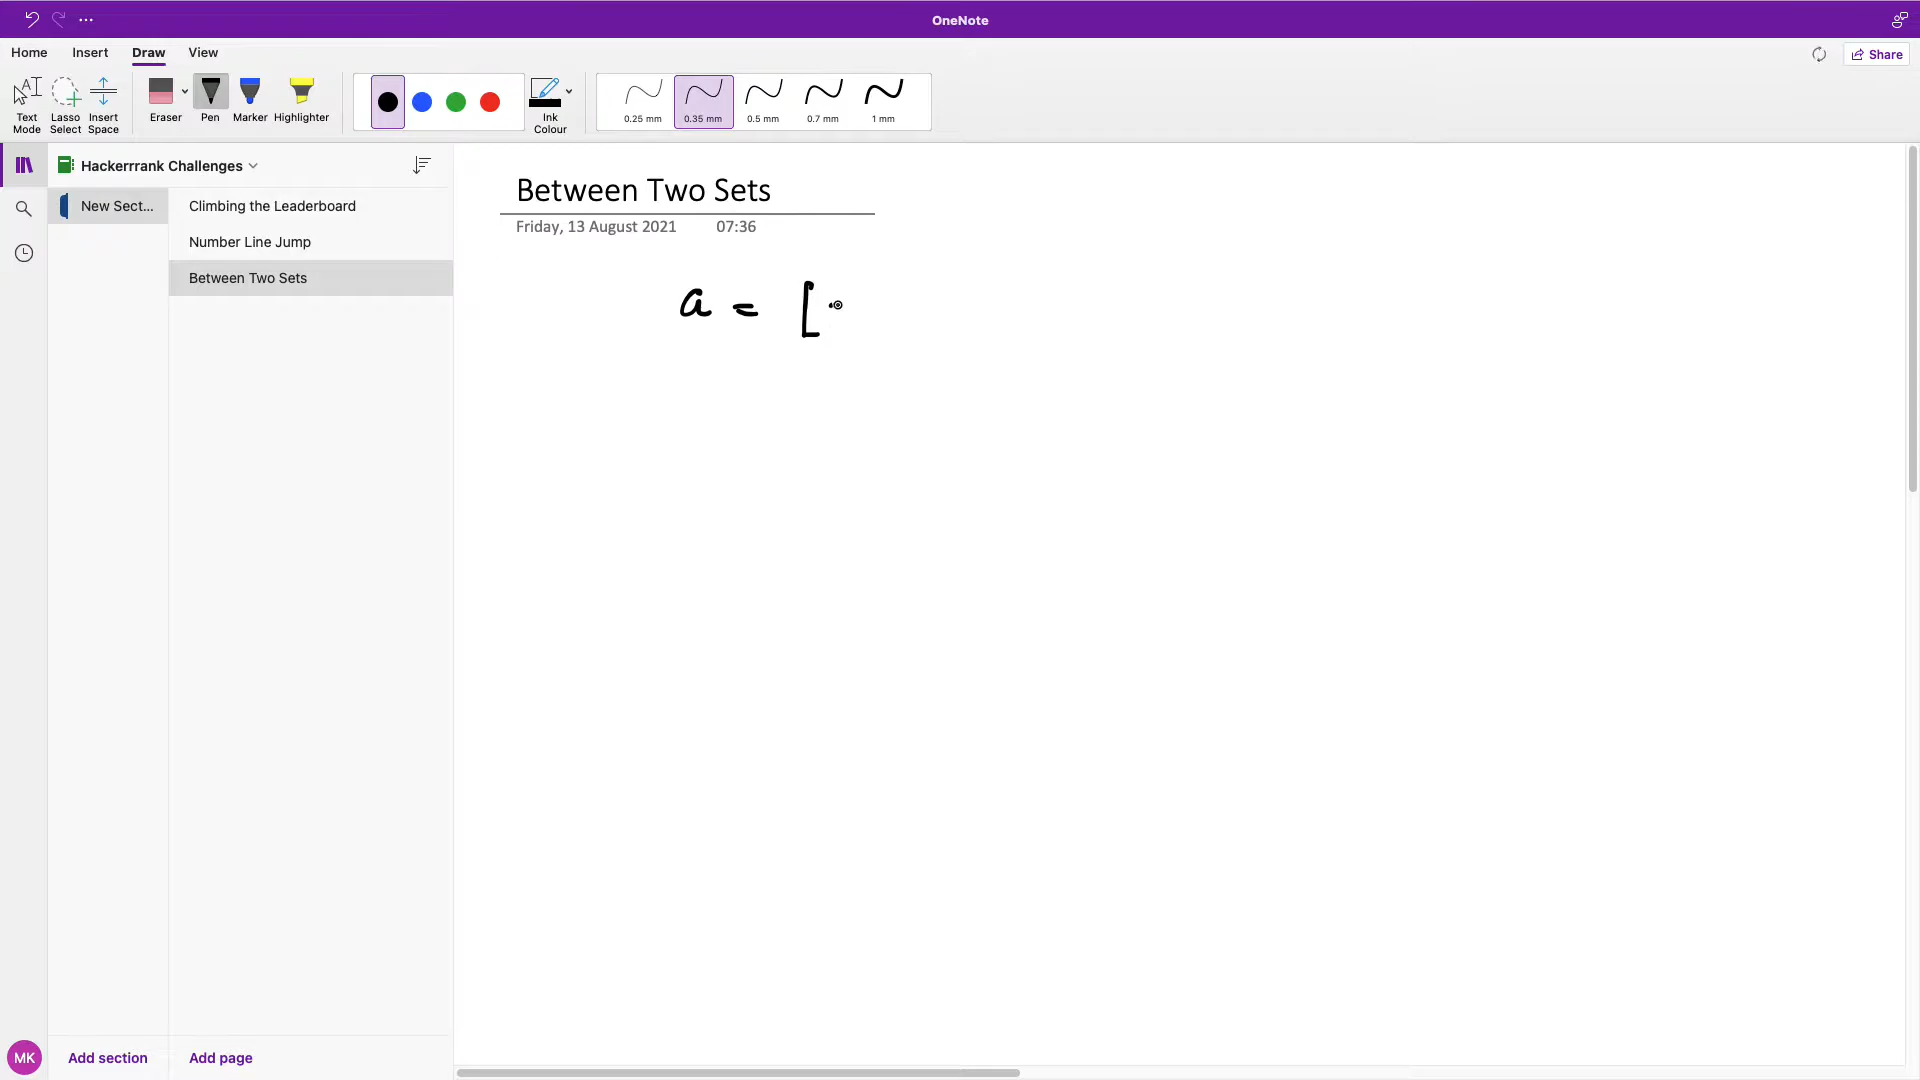 OneNote
Home Insert Draw View
Share
Text Mode Lasso Select Insert Space Eraser Pen Marker Highlighter Ink Colour 0.25 mm 0.35 mm 0.5 mm 0.7 mm 1 mm
Hackerrrank Challenges
New Sect...
Climbing the Leaderboard
Number Line Jump
Between Two Sets
Between Two Sets
Friday, 13 August 2021 07:36
a = [
MK
Add section
Add page